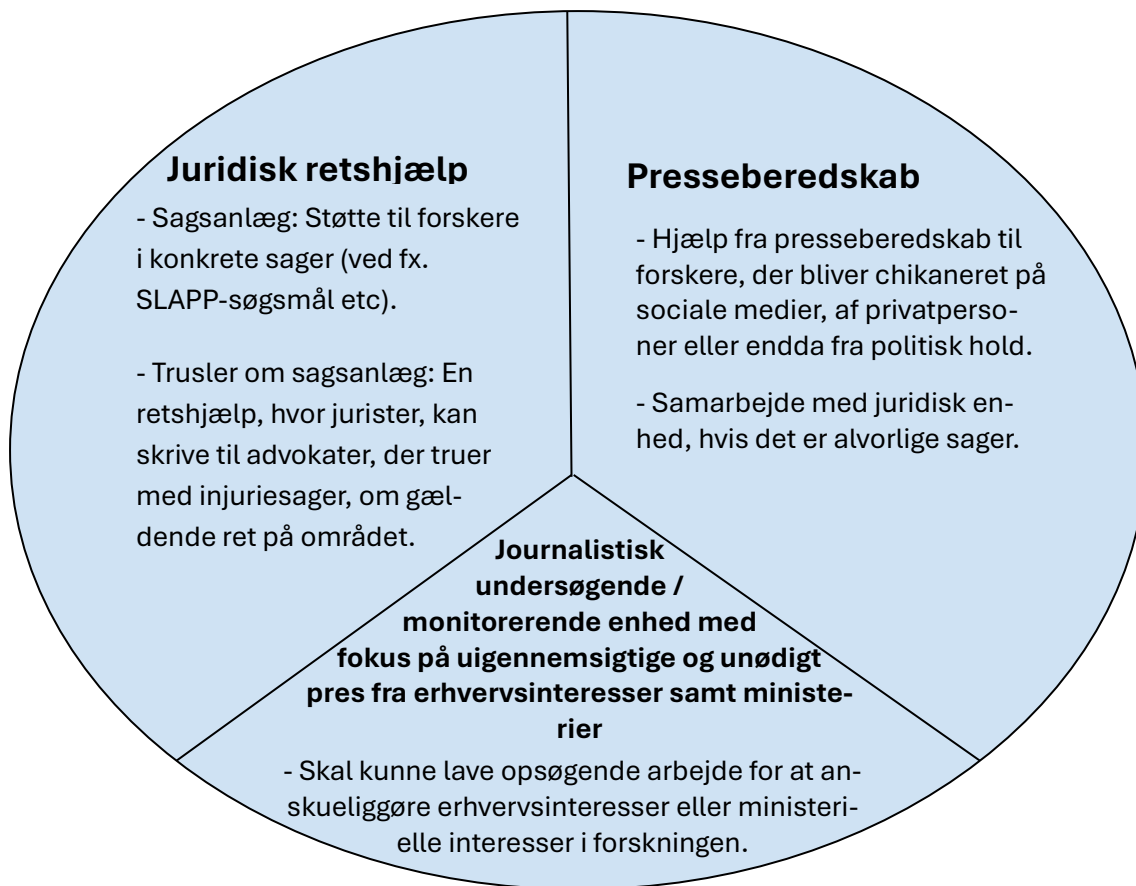 Juridisk retshjælp
- Sagsanlæg: Støtte til forskere
i konkrete sager (ved fx.
SLAPP-søgsmål etc).
- Trusler om sagsanlæg: En
retshjælp, hvor jurister, kan
skrive til advokater, der truer
med injuriesager, om gæl-
dende ret på området.
Presseberedskab
- Hjælp fra presseberedskab til
forskere, der bliver chikaneret på
sociale medier, af privatperso-
ner eller endda fra politisk hold.
- Samarbejde med juridisk en-
hed, hvis det er alvorlige sager.
Journalistisk
undersøgende /
monitorerende enhed med
fokus på uigennemsigtige og unødigt
pres fra erhvervsinteresser samt ministe-
rier
- Skal kunne lave opsøgende arbejde for at an-
skueliggøre erhvervsinteresser eller ministeri-
elle interesser i forskningen.